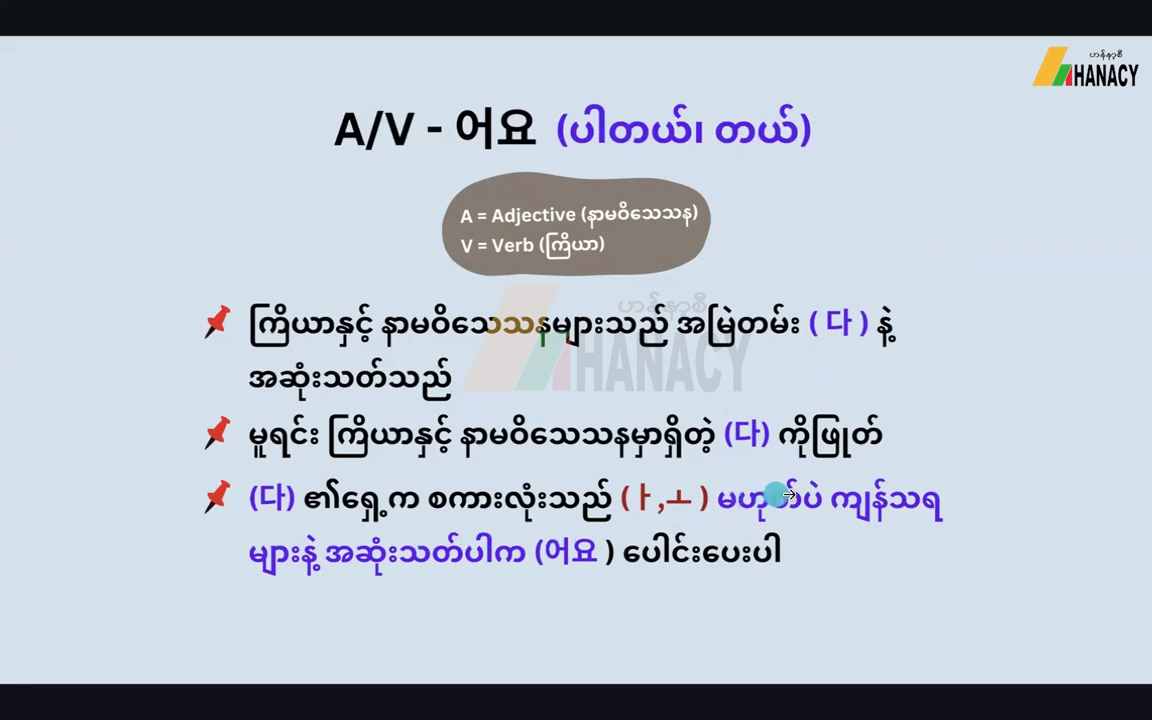 ဟန်နာစီ
HANACY
A/V - 어요 (ပါတယ်၊ တယ်)
A = Adjective (နာမဝိသေသန)
V = Verb (ကြိယာ)
ကြိယာနှင့် နာမဝိသေသနများသည် အမြဲတမ်း ( 다 ) နဲ့
အဆုံးသတ်သည်
မူရင်း ကြိယာနှင့် နာမဝိသေသနမှာရှိတဲ့ (다) ကိုဖြုတ်
(다) ၏ရှေ့က စကားလုံးသည် (ㅏ,ㅗ ) မဟုတ်ပဲ ကျန်သရ
များနဲ့ အဆုံးသတ်ပါက (어요 ) ပေါင်းပေးပါ